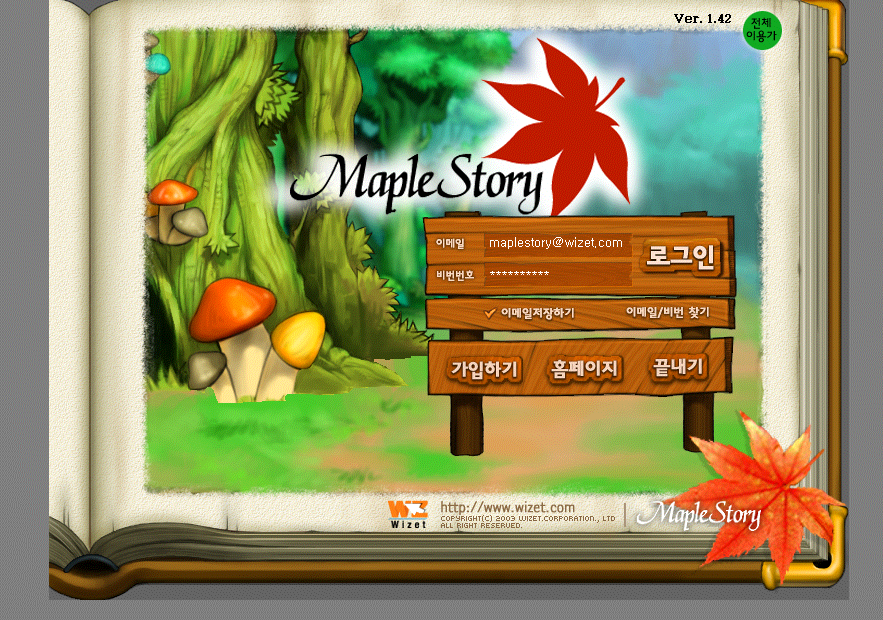 Ver. 1.42
전체
이용가
MapleStory
이메일
maplestory@wizet.com
로그인
비번번호
**********
이메일저장하기
이메일/비번 찾기
가입하기
홈페이지
끝내기
Wizet
http://www.wizet.com
COPYRIGHT(C) 2003 WIZET.CORPORATION., LTD
ALL RIGHT RESERVED.
MapleStory